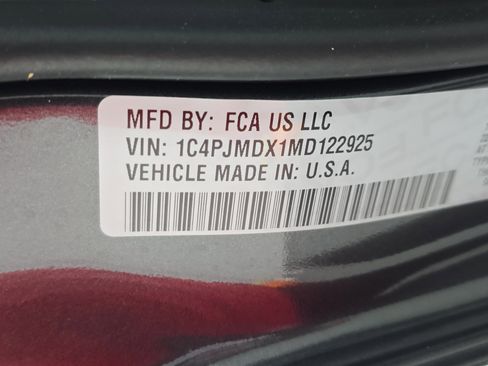 MFD BY: FCA US LLC
VIN: 1C4PJMDX1MD122925
VEHICLE MADE IN: U.S.A.